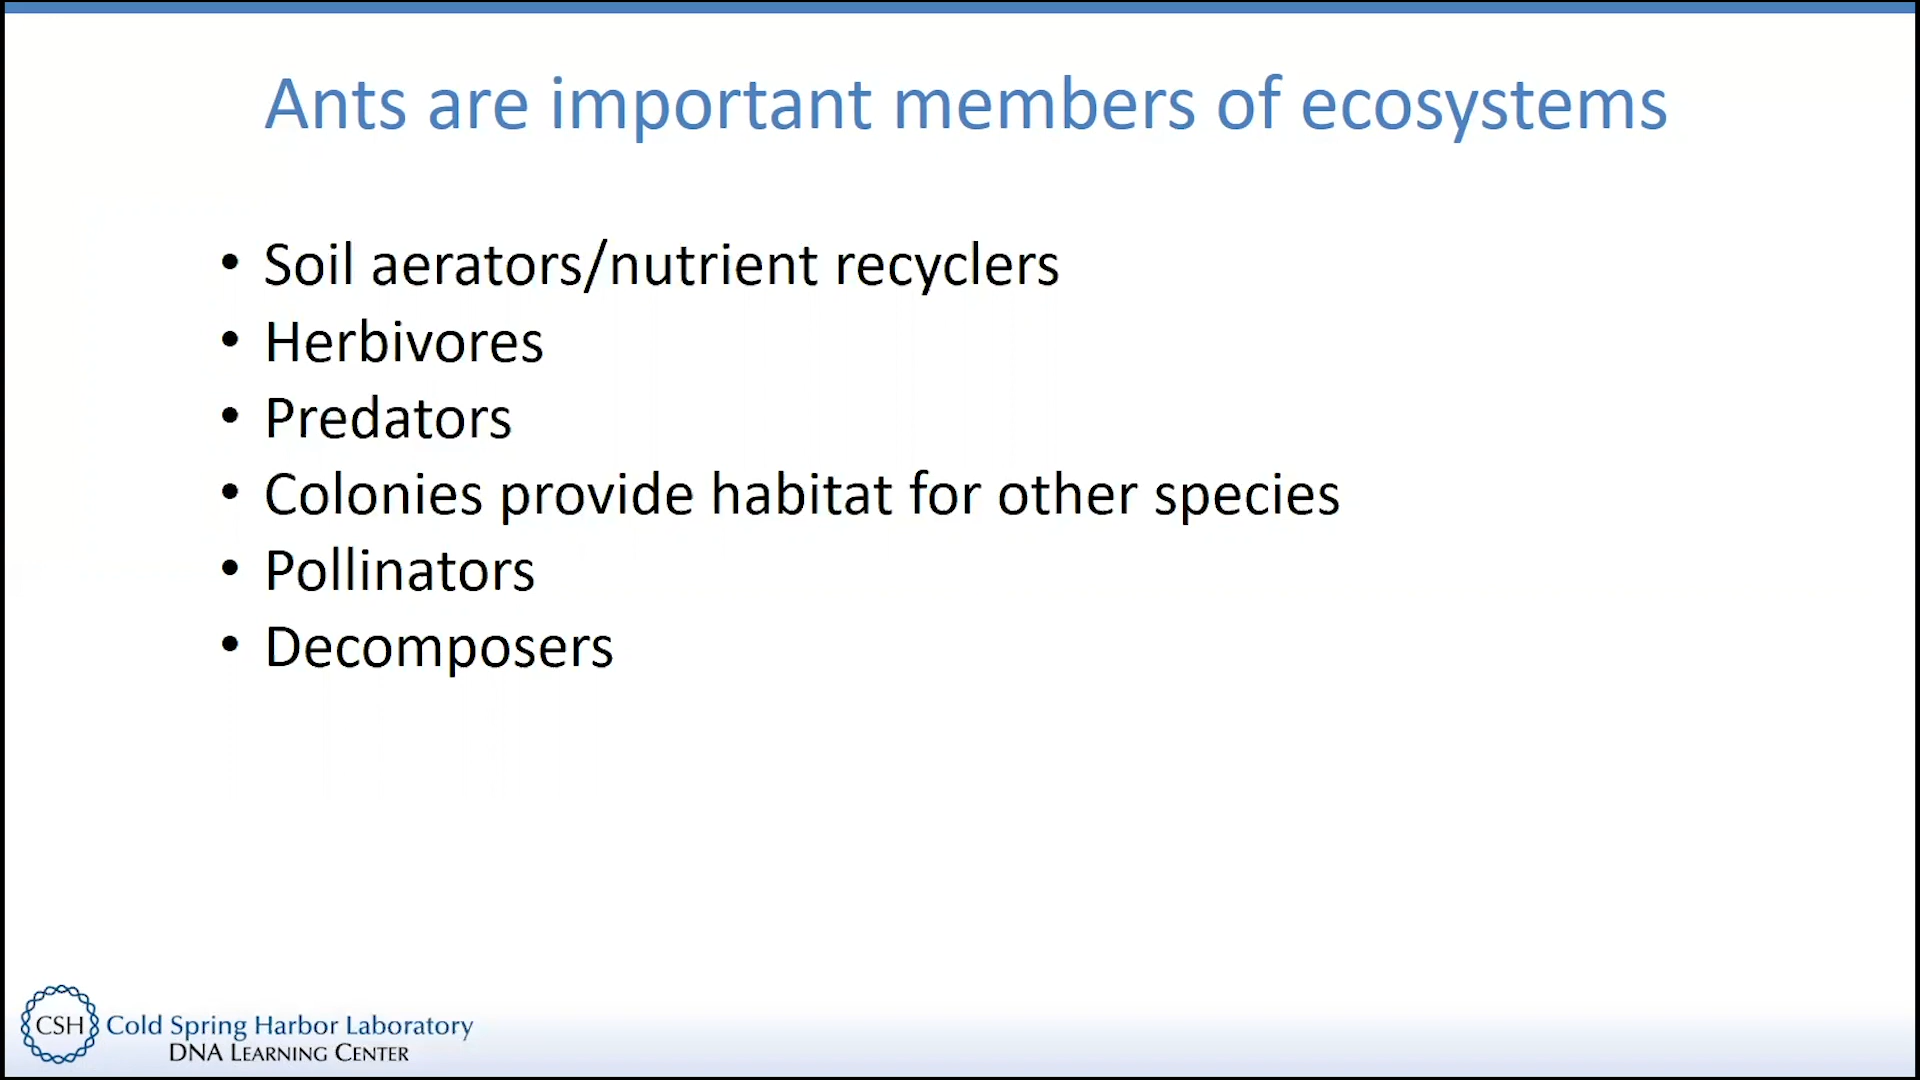 Ants are important members of ecosystems
• Soil aerators/nutrient recyclers
• Herbivores
• Predators
• Colonies provide habitat for other species
• Pollinators
• Decomposers
CSH Cold Spring Harbor Laboratory
DNA LEARNING CENTER